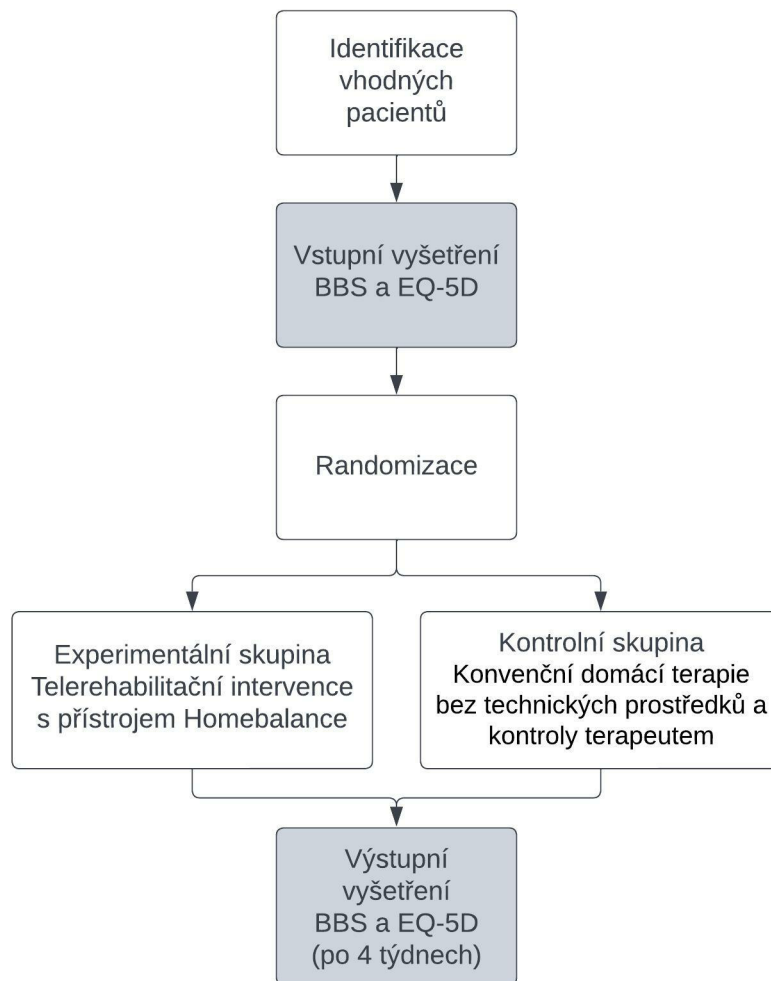 Identifikace
vhodných
pacientů
Vstupní vyšetření
BBS a EQ-5D
Randomizace
Experimentální skupina
Telerehabilitační intervence
s přístrojem Homebalance
Kontrolní skupina
Konvenční domácí terapie
bez technických prostředků a
kontroly terapeutem
Výstupní
vyšetření
BBS a EQ-5D
(po 4 týdnech)